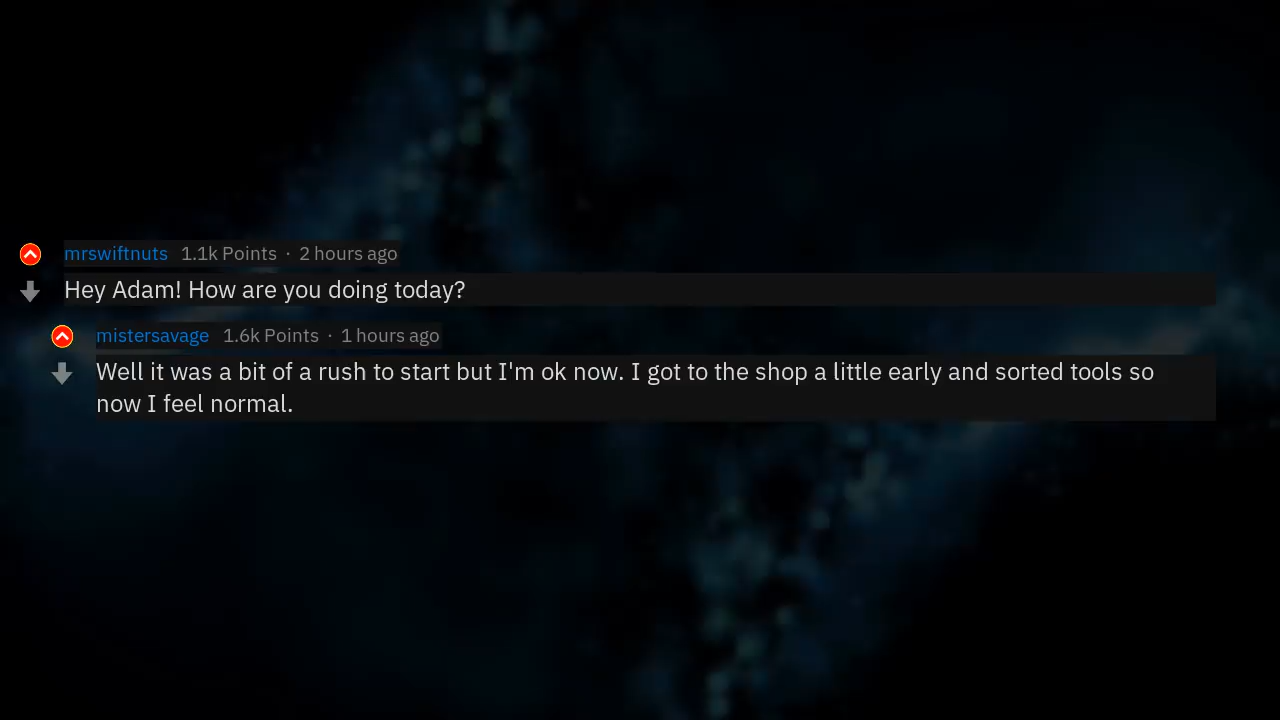 mrswiftnuts 1.1k Points · 2 hours ago
Hey Adam! How are you doing today?
mistersavage 1.6k Points · 1 hours ago
Well it was a bit of a rush to start but I'm ok now. I got to the shop a little early and sorted tools so
now I feel normal.